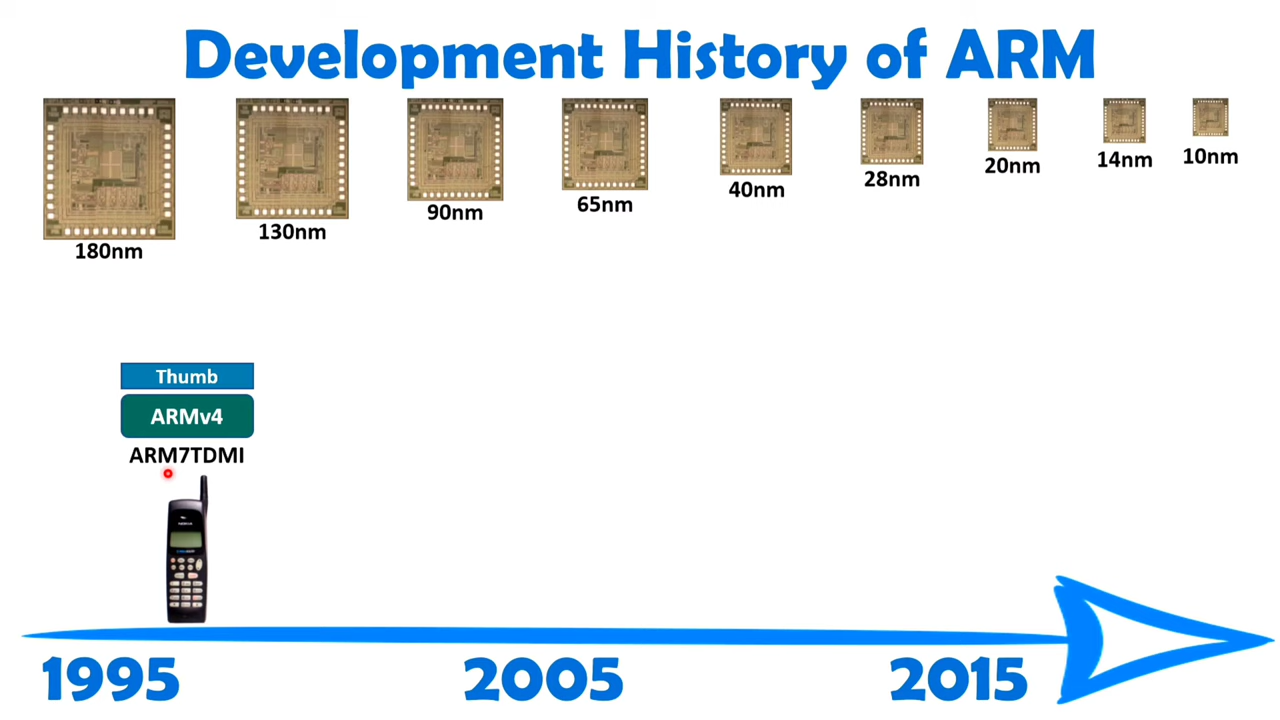 Development History of ARM
180nm
130nm
90nm
65nm
40nm
28nm
20nm
14nm
10nm
Thumb
ARMv4
ARM7TDMI
NOKIA
1995
2005
2015